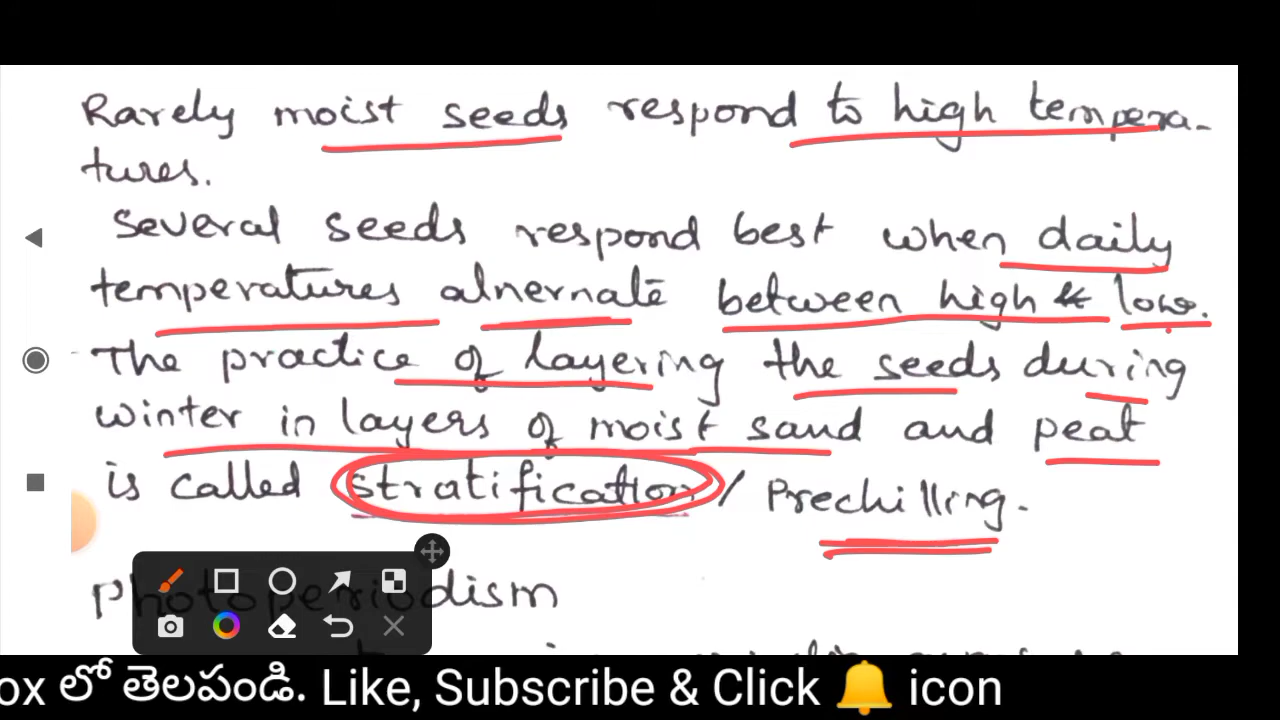 Rarely moist seeds respond to high tempera-
tures.
Several seeds respond best when daily
temperatures alnernate between high & low.
The practice of layering the seeds during
winter in layers of moist sand and peat
is called stratification / Prechilling.
Photoperiodism
ox లో తెలపండి. Like, Subscribe & Click icon